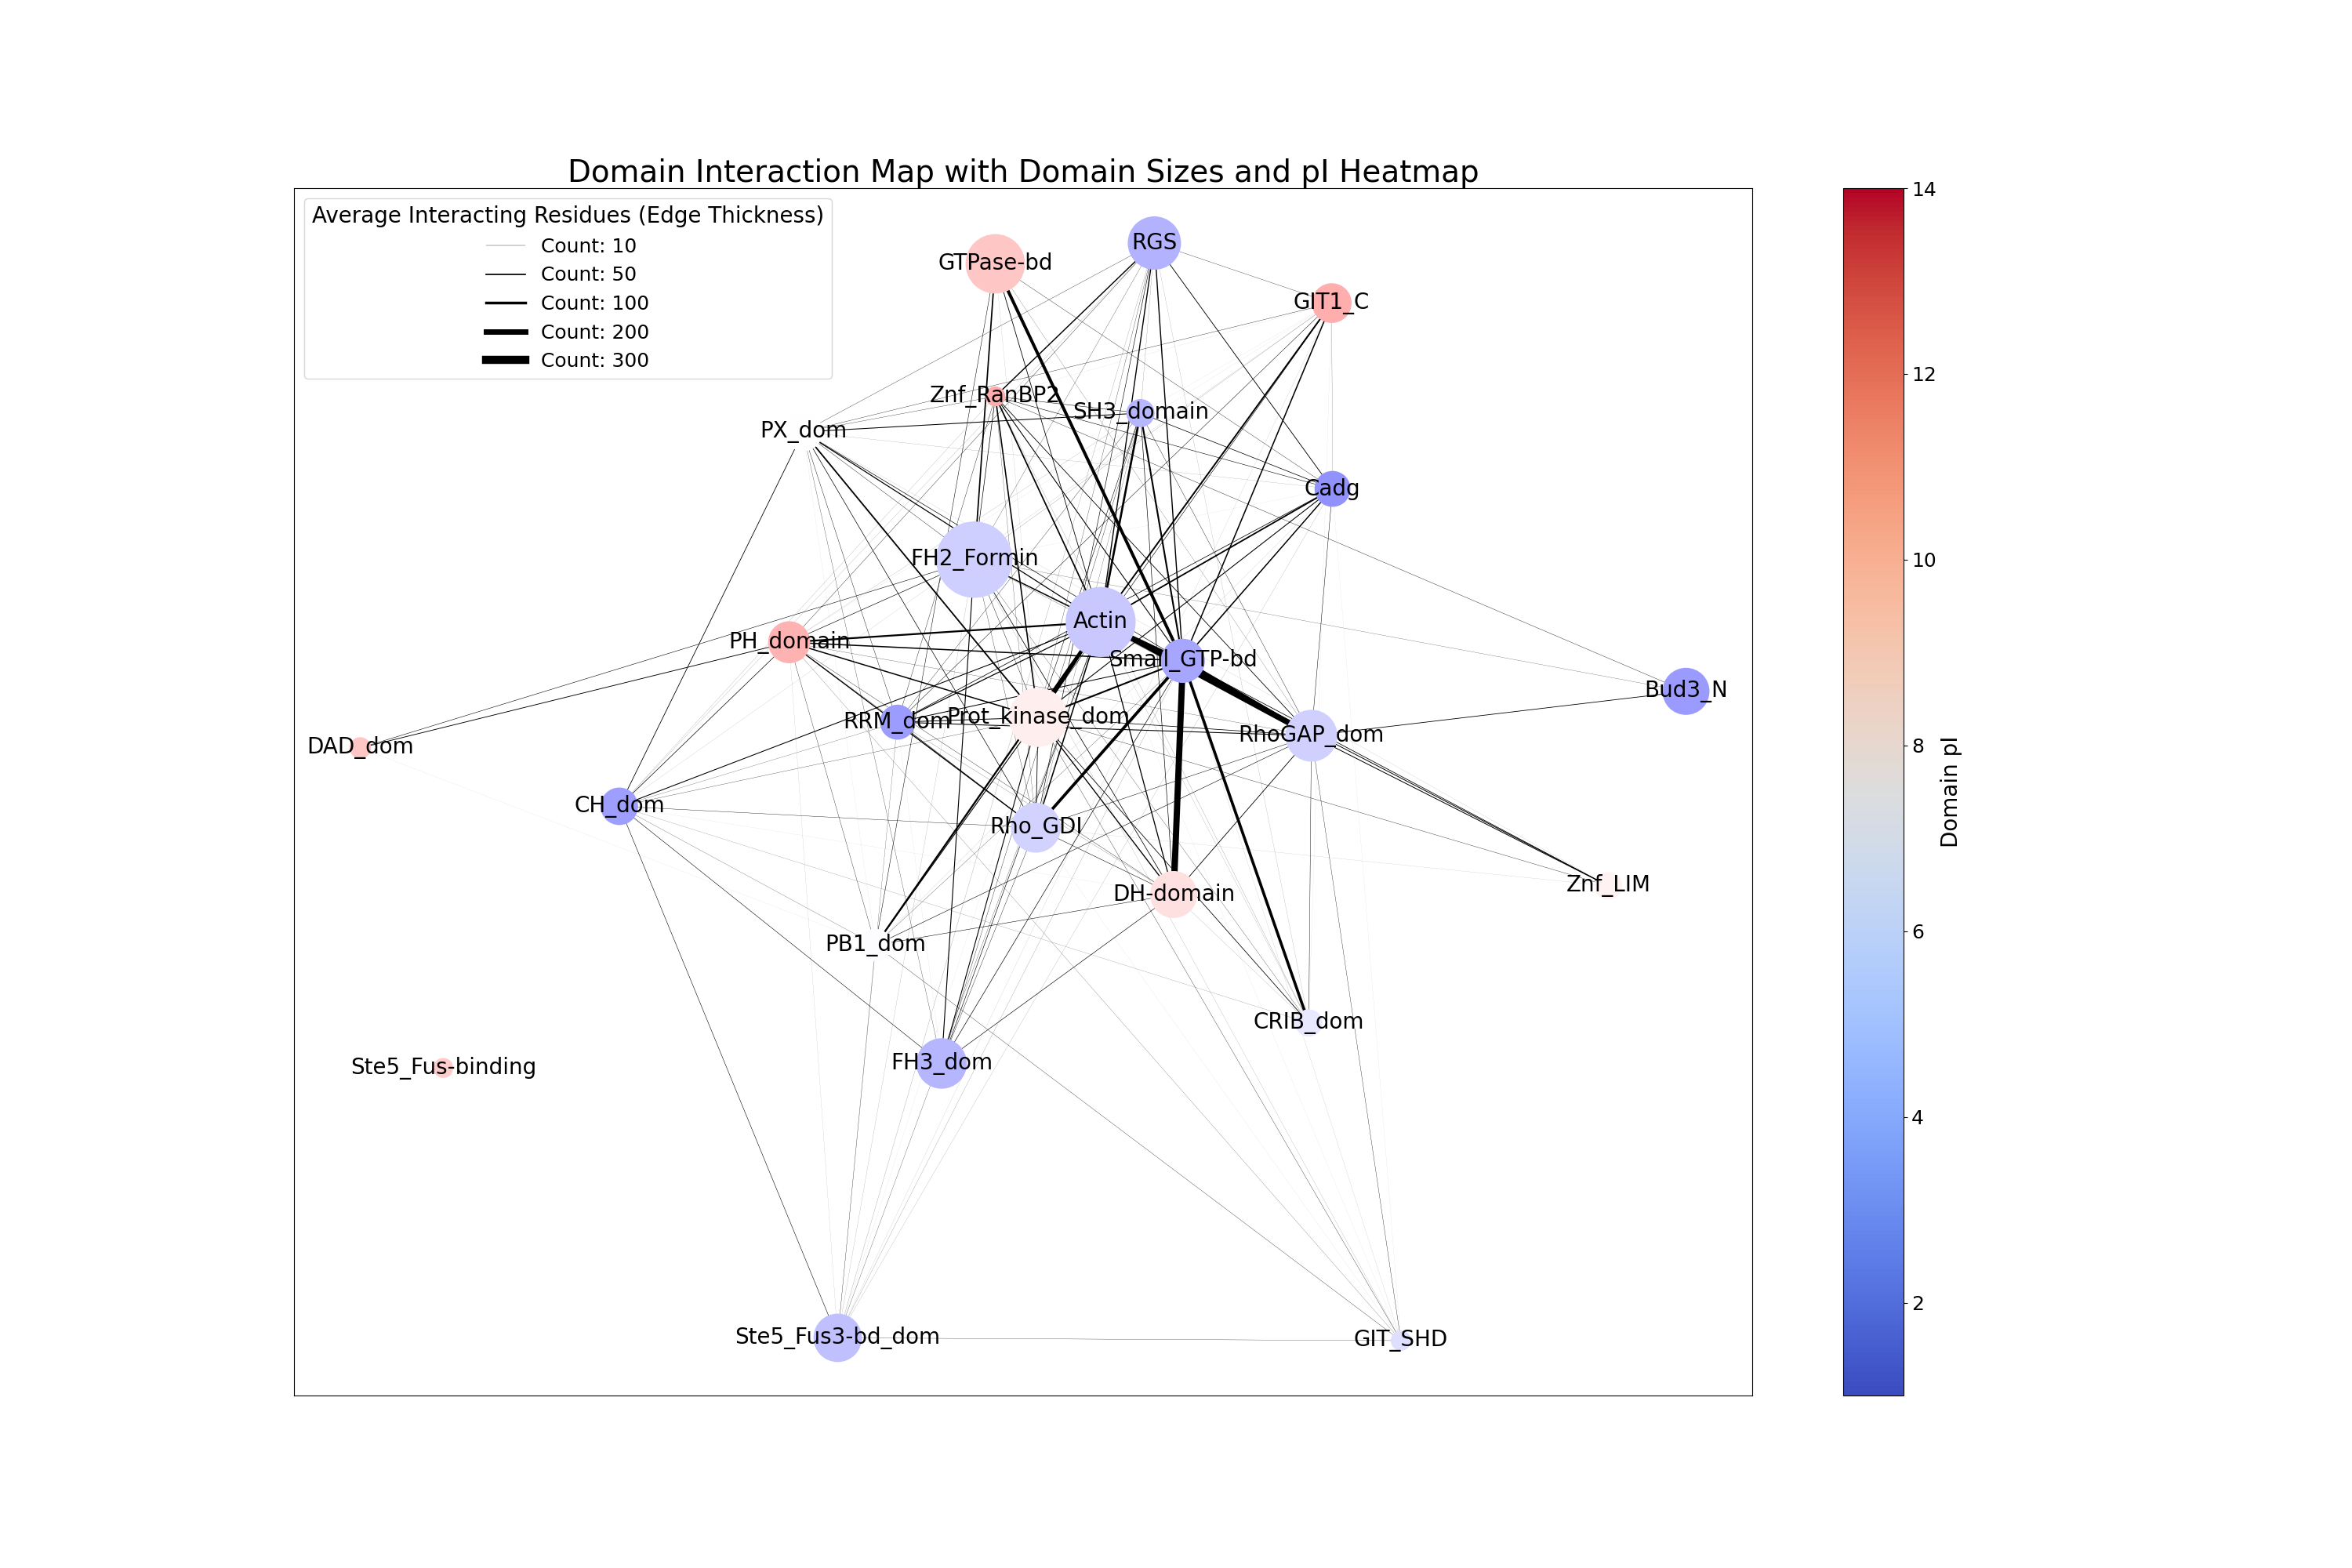 Domain Interaction Map with Domain Sizes and pI Heatmap
Average Interacting Residues (Edge Thickness)
Count: 10
Count: 50
Count: 100
Count: 200
Count: 300
RGS
GTPase-bd
GIT1_C
Znf_RanBP2
SH3_domain
PX_dom
Cadg
FH2_Formin
Actin
PH_domain
Small_GTP-bd
Bud3_N
Prot_kinase_dom
RRM_dom
RhoGAP_dom
DAD_dom
CH_dom
Rho_GDI
Znf_LIM
DH-domain
PB1_dom
CRIB_dom
FH3_dom
Ste5_Fus-binding
Ste5_Fus3-bd_dom
GIT_SHD
14
12
10
8
6
4
2
Domain pI